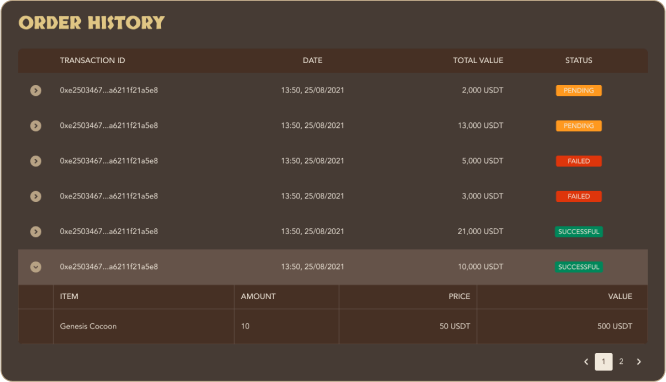 ORDER HISTORY
TRANSACTION ID DATE TOTAL VALUE STATUS
0xe2503467...a6211f21a5e8 13:50, 25/08/2021 2,000 USDT PENDING
0xe2503467...a6211f21a5e8 13:50, 25/08/2021 13,000 USDT PENDING
0xe2503467...a6211f21a5e8 13:50, 25/08/2021 5,000 USDT FAILED
0xe2503467...a6211f21a5e8 13:50, 25/08/2021 3,000 USDT FAILED
0xe2503467...a6211f21a5e8 13:50, 25/08/2021 21,000 USDT SUCCESSFUL
0xe2503467...a6211f21a5e8 13:50, 25/08/2021 10,000 USDT SUCCESSFUL
ITEM AMOUNT PRICE VALUE
Genesis Cocoon 10 50 USDT 500 USDT
1 2